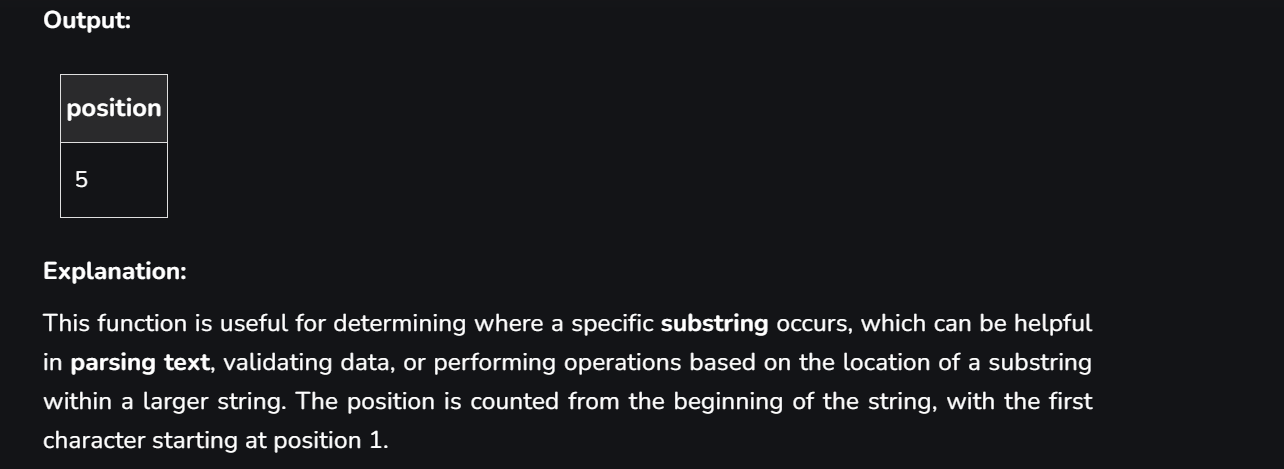 Output:
position
5
Explanation:
This function is useful for determining where a specific substring occurs, which can be helpful
in parsing text, validating data, or performing operations based on the location of a substring
within a larger string. The position is counted from the beginning of the string, with the first
character starting at position 1.